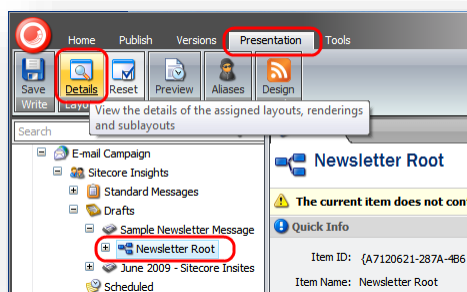 Home Publish Versions Presentation Tools
Save Details Reset Preview Aliases Design
Write
View the details of the assigned layouts, renderings
and sublayouts
Search
E-mail Campaign
Sitecore Insights
Standard Messages
Drafts
Sample Newsletter Message
Newsletter Root
June 2009 - Sitecore Insites
Scheduled
Newsletter Root
The current item does not con
Quick Info
Item ID: {A7120621-287A-4B6
Item Name: Newsletter Root